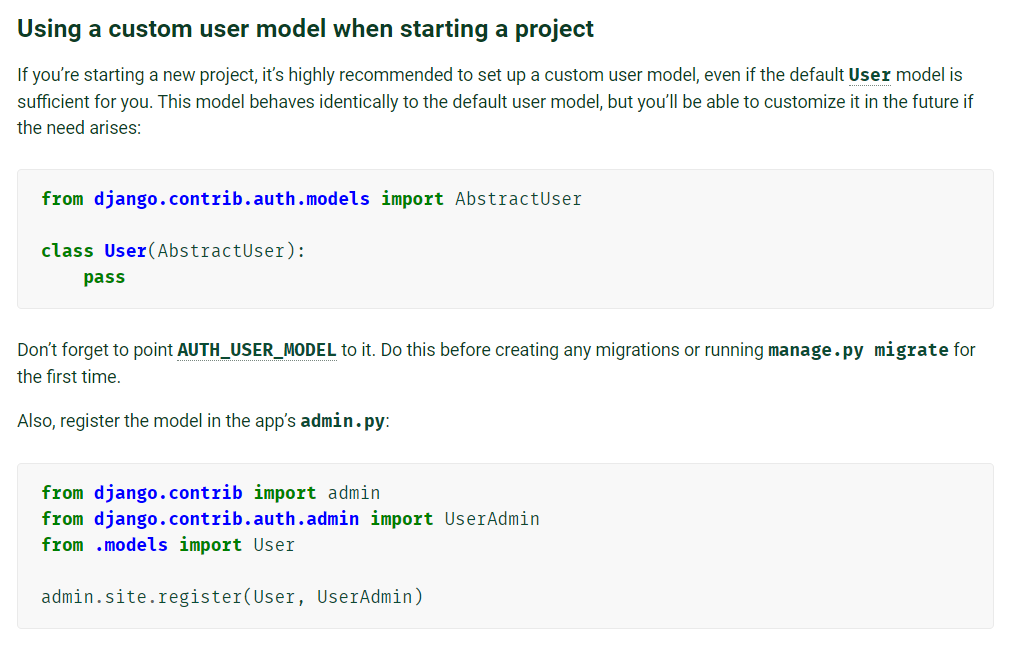 Using a custom user model when starting a project
If you’re starting a new project, it’s highly recommended to set up a custom user model, even if the default User model is
sufficient for you. This model behaves identically to the default user model, but you’ll be able to customize it in the future if
the need arises:
from django.contrib.auth.models import AbstractUser
class User(AbstractUser):
    pass
Don’t forget to point AUTH_USER_MODEL to it. Do this before creating any migrations or running manage.py migrate for
the first time.
Also, register the model in the app’s admin.py:
from django.contrib import admin
from django.contrib.auth.admin import UserAdmin
from .models import User
admin.site.register(User, UserAdmin)